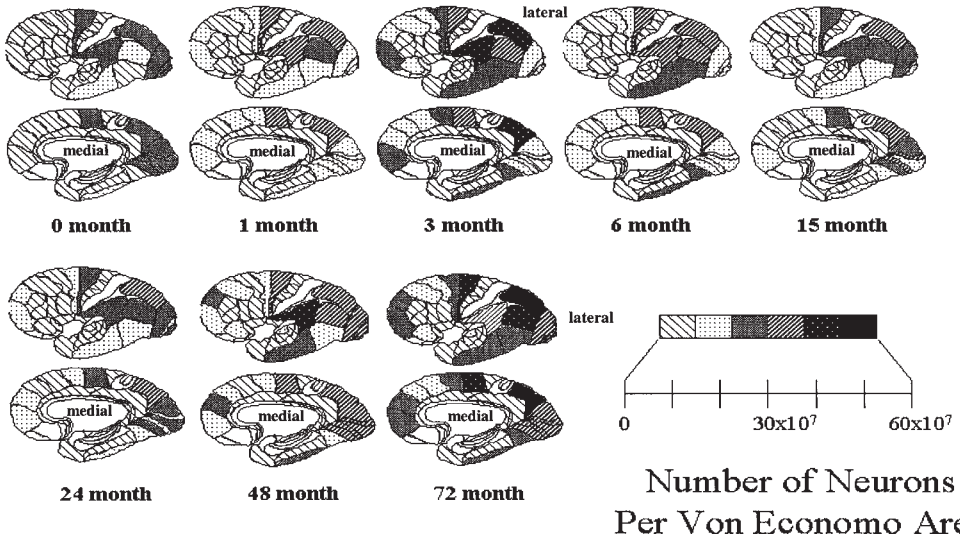 lateral
medial medial medial medial medial
0 month 1 month 3 month 6 month 15 month
lateral
medial medial medial
0 30x10⁷ 60x10⁷
24 month 48 month 72 month
Number of Neurons
Per Von Economo Are